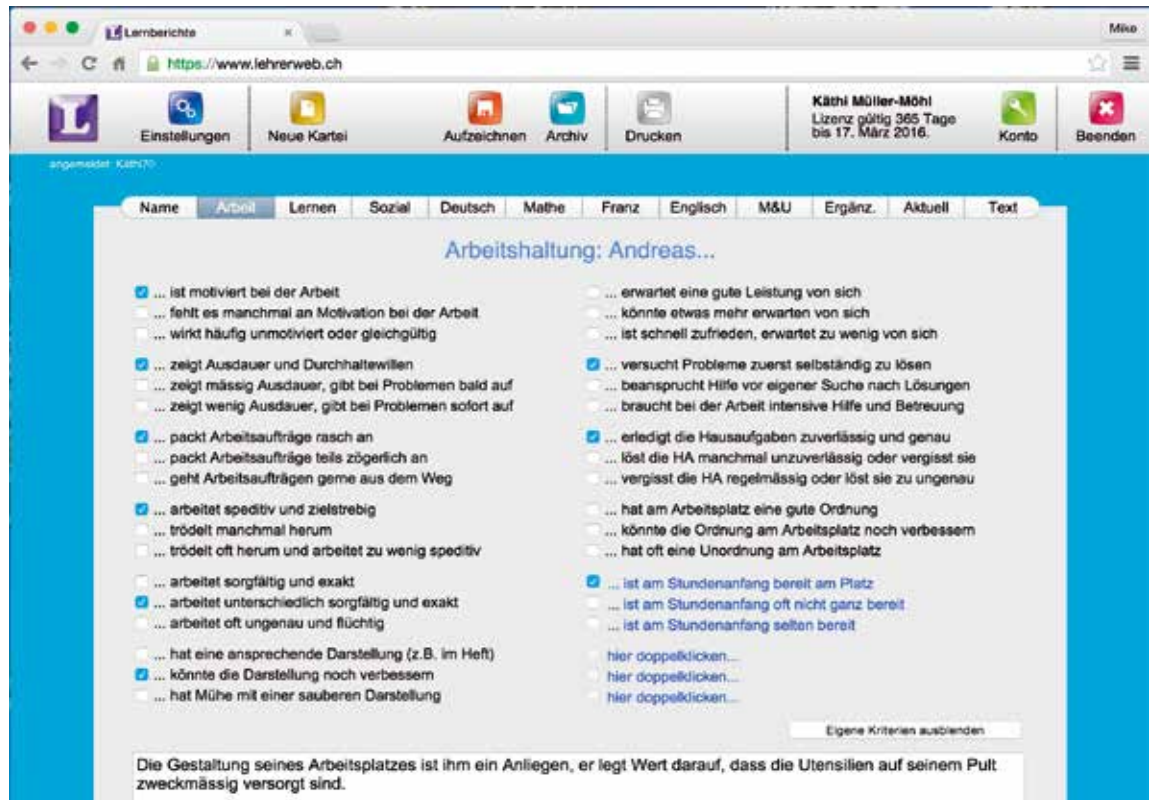 Lernberichte
Mike
https://www.lehrerweb.ch
L
Einstellungen
Neue Kartei
Aufzeichnen
Archiv
Drucken
Käthi Müller-Möhl
Lizenz gültig 365 Tage
bis 17. März 2016.
Konto
Beenden
angemeldet: Käthi70
Name Arbeit Lernen Sozial Deutsch Mathe Franz Englisch M&U Ergänz. Aktuell Text
Arbeitshaltung: Andreas...
... ist motiviert bei der Arbeit
... fehlt es manchmal an Motivation bei der Arbeit
... wirkt häufig unmotiviert oder gleichgültig
... zeigt Ausdauer und Durchhaltewillen
... zeigt mässig Ausdauer, gibt bei Problemen bald auf
... zeigt wenig Ausdauer, gibt bei Problemen sofort auf
... packt Arbeitsaufträge rasch an
... packt Arbeitsaufträge teils zögerlich an
... geht Arbeitsaufträgen gerne aus dem Weg
... arbeitet speditiv und zielstrebig
... trödelt manchmal herum
... trödelt oft herum und arbeitet zu wenig speditiv
... arbeitet sorgfältig und exakt
... arbeitet unterschiedlich sorgfältig und exakt
... arbeitet oft ungenau und flüchtig
... hat eine ansprechende Darstellung (z.B. im Heft)
... könnte die Darstellung noch verbessern
... hat Mühe mit einer sauberen Darstellung
... erwartet eine gute Leistung von sich
... könnte etwas mehr erwarten von sich
... ist schnell zufrieden, erwartet zu wenig von sich
... versucht Probleme zuerst selbständig zu lösen
... beansprucht Hilfe vor eigener Suche nach Lösungen
... braucht bei der Arbeit intensive Hilfe und Betreuung
... erledigt die Hausaufgaben zuverlässig und genau
... löst die HA manchmal unzuverlässig oder vergisst sie
... vergisst die HA regelmässig oder löst sie zu ungenau
... hat am Arbeitsplatz eine gute Ordnung
... könnte die Ordnung am Arbeitsplatz noch verbessern
... hat oft eine Unordnung am Arbeitsplatz
... ist am Stundenanfang bereit am Platz
... ist am Stundenanfang oft nicht ganz bereit
... ist am Stundenanfang selten bereit
hier doppelklicken...
hier doppelklicken...
hier doppelklicken...
Eigene Kriterien ausblenden
Die Gestaltung seines Arbeitsplatzes ist ihm ein Anliegen, er legt Wert darauf, dass die Utensilien auf seinem Pult
zweckmässig versorgt sind.